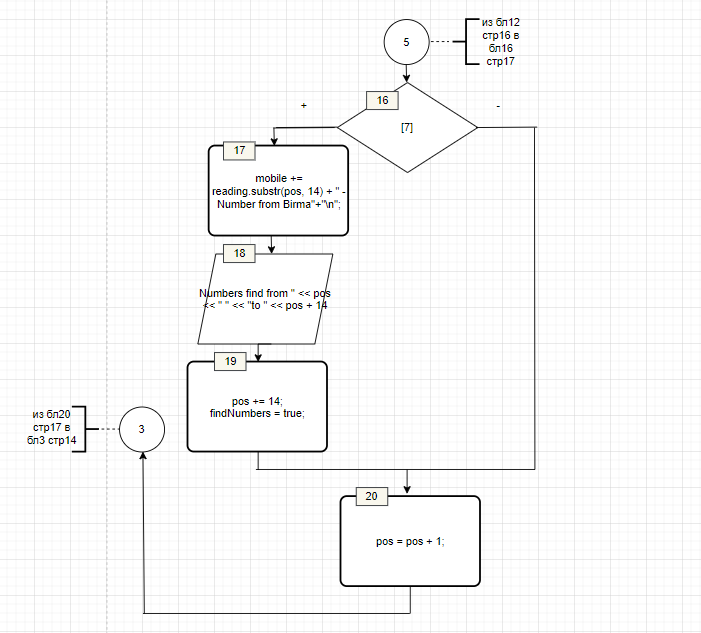 5
из бл12
стр16 в
бл16
стр17
16
+
-
[7]
17
mobile +=
reading.substr(pos, 14) + " -
Number from Birma"+"\n";
18
Numbers find from " << pos
<< " " << "to " << pos + 14
19
pos += 14;
findNumbers = true;
из бл20
стр17 в
бл3 стр14
3
20
pos = pos + 1;